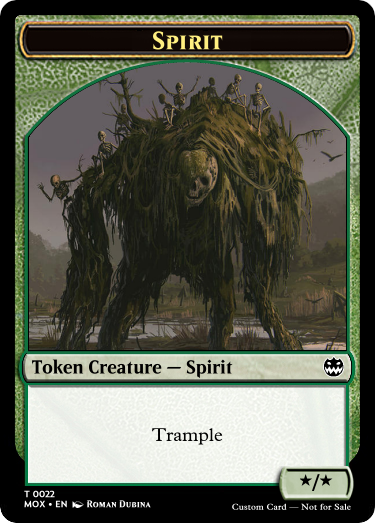 Spirit
Token Creature — Spirit
Trample
★/★
T 0022
MOX • EN Roman Dubina
Custom Card — Not for Sale